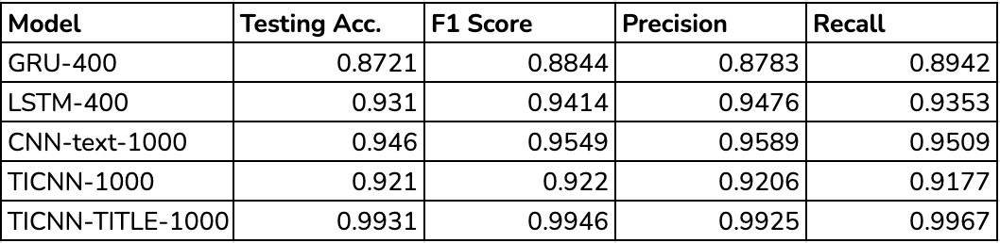 Model Testing Acc. F1 Score Precision Recall
GRU-400 0.8721 0.8844 0.8783 0.8942
LSTM-400 0.931 0.9414 0.9476 0.9353
CNN-text-1000 0.946 0.9549 0.9589 0.9509
TICNN-1000 0.921 0.922 0.9206 0.9177
TICNN-TITLE-1000 0.9931 0.9946 0.9925 0.9967